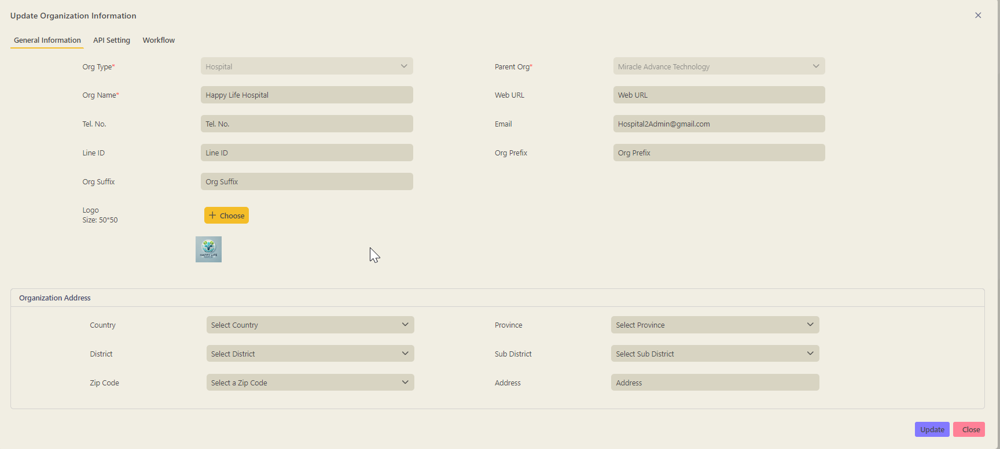 Update Organization Information
General Information API Setting Workflow
Org Type* Hospital Parent Org* Miracle Advance Technology
Org Name* Happy Life Hospital Web URL Web URL
Tel. No. Tel. No. Email Hospital2Admin@gmail.com
Line ID Line ID Org Prefix Org Prefix
Org Suffix Org Suffix
Logo
Size: 50*50
Choose
HAPPY LIFE
Organization Address
Country Select Country Province Select Province
District Select District Sub District Select Sub District
Zip Code Select a Zip Code Address Address
Update Close